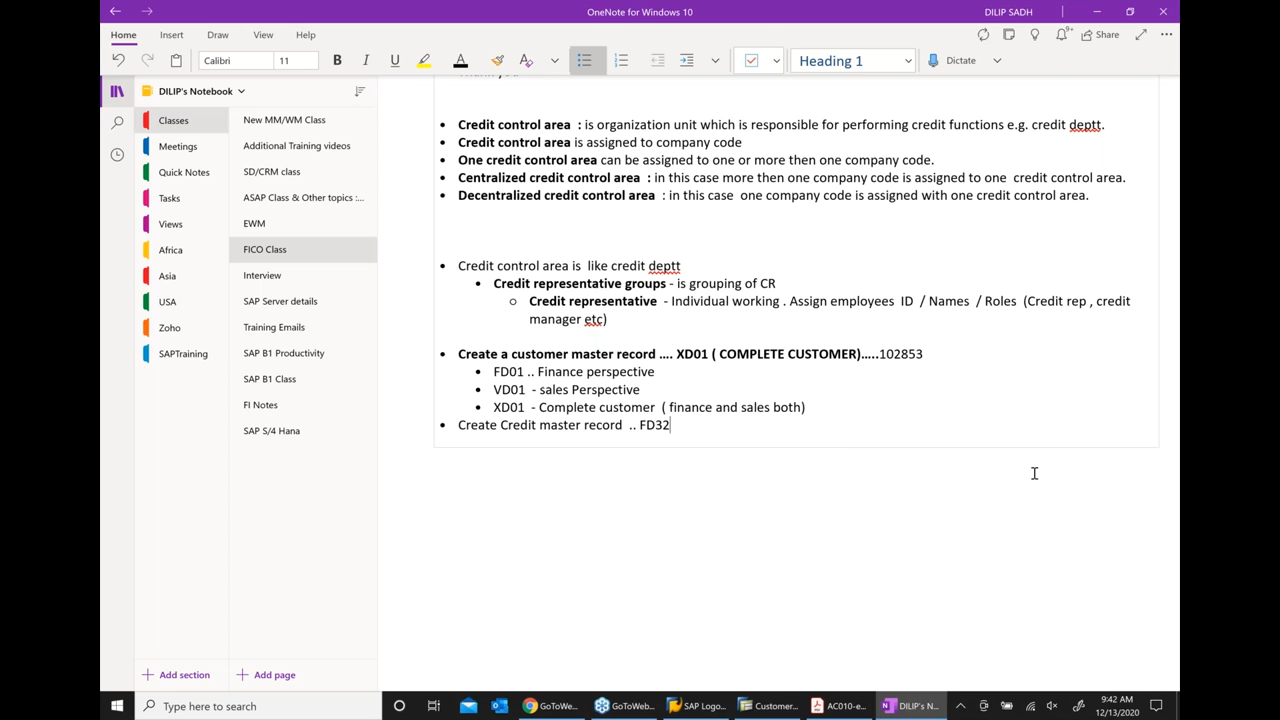 OneNote for Windows 10
DILIP SADH
Home Insert Draw View Help
9+
Share
Calibri 11 B I U A Heading 1 Dictate
DILIP's Notebook
Classes
Meetings
Quick Notes
Tasks
Views
Africa
Asia
USA
Zoho
SAPTraining
New MM/WM Class
Additional Training videos
SD/CRM class
ASAP Class & Other topics :...
EWM
FICO Class
Interview
SAP Server details
Training Emails
SAP B1 Productivity
SAP B1 Class
FI Notes
SAP S/4 Hana
Credit control area : is organization unit which is responsible for performing credit functions e.g. credit deptt.
Credit control area is assigned to company code
One credit control area can be assigned to one or more then one company code.
Centralized credit control area : in this case more then one company code is assigned to one credit control area.
Decentralized credit control area : in this case one company code is assigned with one credit control area.
Credit control area is like credit deptt
Credit representative groups - is grouping of CR
Credit representative - Individual working . Assign employees ID / Names / Roles (Credit rep , credit
manager etc)
Create a customer master record .... XD01 ( COMPLETE CUSTOMER).....102853
FD01 .. Finance perspective
VD01 - sales Perspective
XD01 - Complete customer ( finance and sales both)
Create Credit master record .. FD32
Add section
Add page
Type here to search
GoToWe...
GoToWeb...
SAP Logo...
Customer...
AC010-e...
DILIP's N...
9:42 AM
12/13/2020